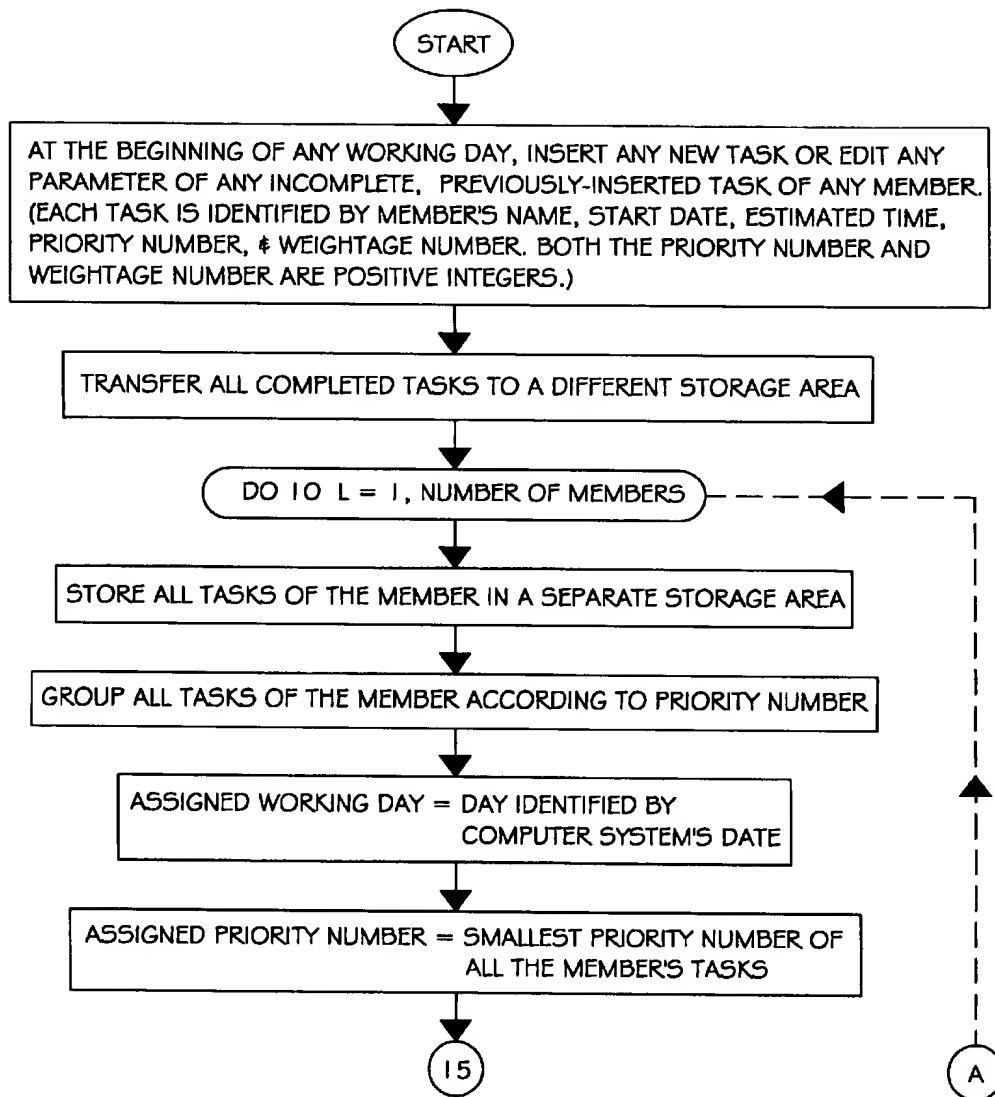 START
AT THE BEGINNING OF ANY WORKING DAY, INSERT ANY NEW TASK OR EDIT ANY
PARAMETER OF ANY INCOMPLETE, PREVIOUSLY-INSERTED TASK OF ANY MEMBER.
(EACH TASK IS IDENTIFIED BY MEMBER'S NAME, START DATE, ESTIMATED TIME,
PRIORITY NUMBER, & WEIGHTAGE NUMBER. BOTH THE PRIORITY NUMBER AND
WEIGHTAGE NUMBER ARE POSITIVE INTEGERS.)
TRANSFER ALL COMPLETED TASKS TO A DIFFERENT STORAGE AREA
DO 10 L = 1, NUMBER OF MEMBERS
STORE ALL TASKS OF THE MEMBER IN A SEPARATE STORAGE AREA
GROUP ALL TASKS OF THE MEMBER ACCORDING TO PRIORITY NUMBER
ASSIGNED WORKING DAY = DAY IDENTIFIED BY
COMPUTER SYSTEM'S DATE
ASSIGNED PRIORITY NUMBER = SMALLEST PRIORITY NUMBER OF
ALL THE MEMBER'S TASKS
15
A